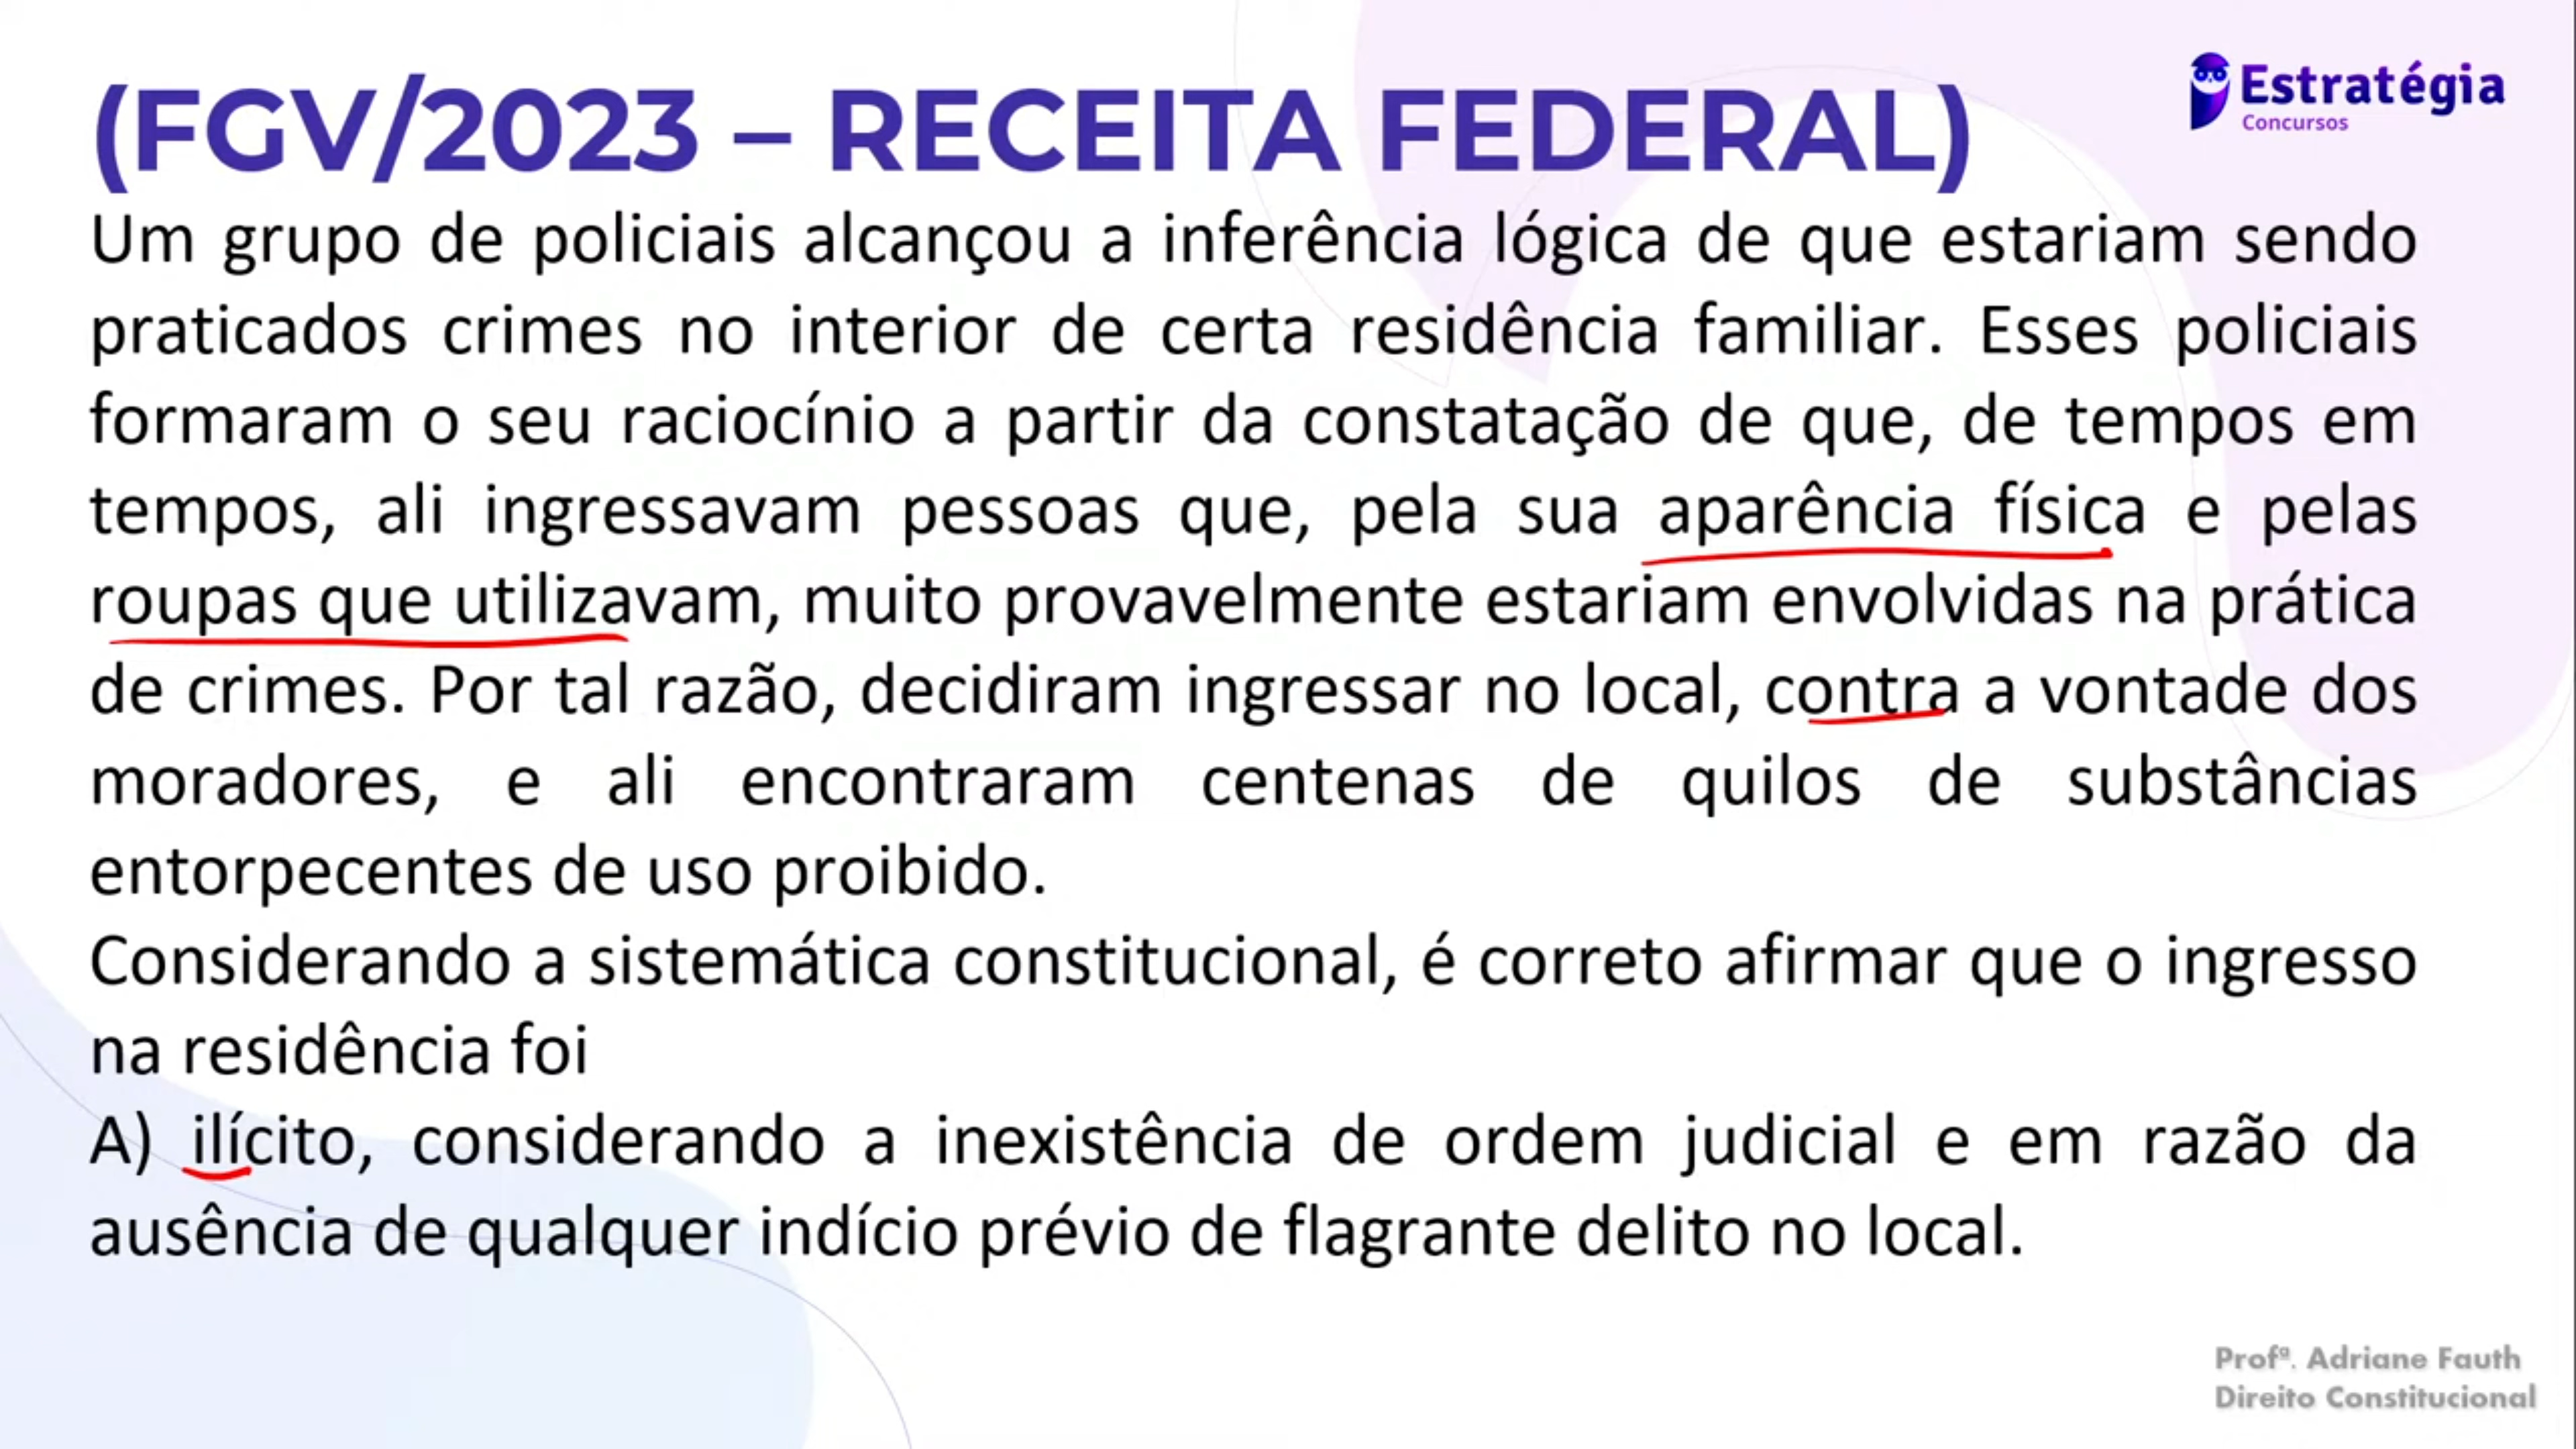 (FGV/2023 – RECEITA FEDERAL)
Estratégia
Concursos
Um grupo de policiais alcançou a inferência lógica de que estariam sendo
praticados crimes no interior de certa residência familiar. Esses policiais
formaram o seu raciocínio a partir da constatação de que, de tempos em
tempos, ali ingressavam pessoas que, pela sua aparência física e pelas
roupas que utilizavam, muito provavelmente estariam envolvidas na prática
de crimes. Por tal razão, decidiram ingressar no local, contra a vontade dos
moradores, e ali encontraram centenas de quilos de substâncias
entorpecentes de uso proibido.
Considerando a sistemática constitucional, é correto afirmar que o ingresso
na residência foi
A) ilícito, considerando a inexistência de ordem judicial e em razão da
ausência de qualquer indício prévio de flagrante delito no local.
Profª. Adriane Fauth
Direito Constitucional